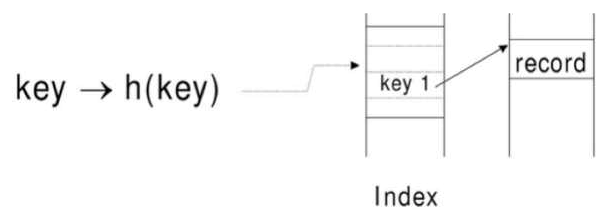 key → h(key)
key 1
record
Index